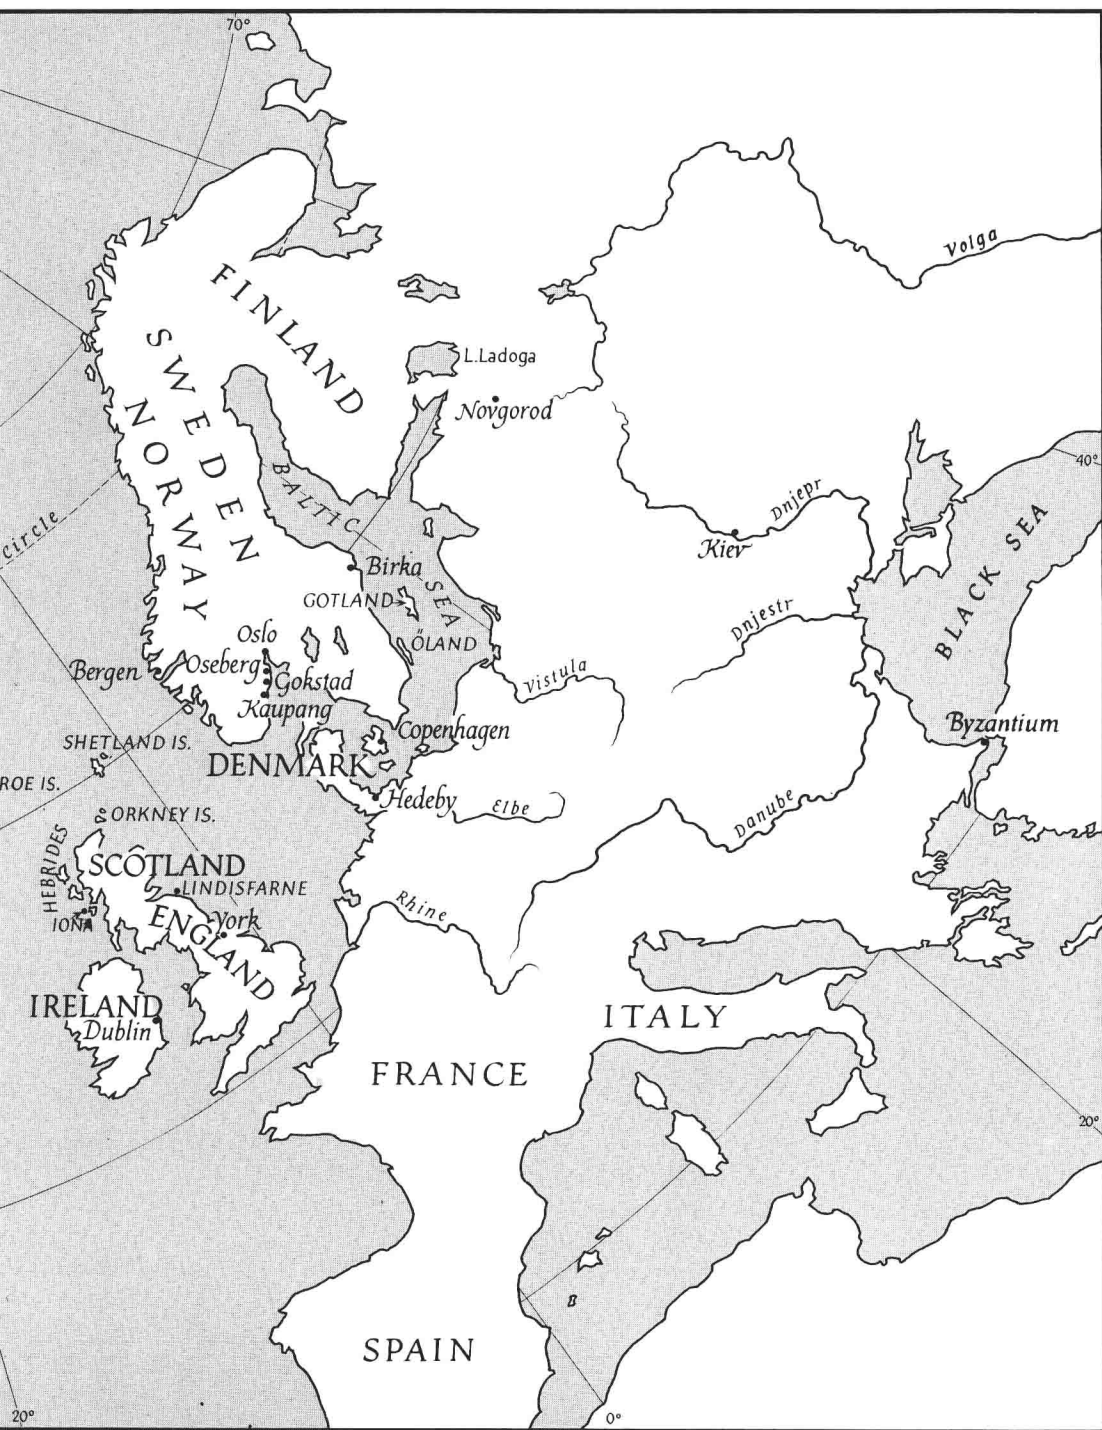 70°
FINLAND
Volga
SWEDEN
NORWAY
L.Ladoga
Novgorod
40°
BALTIC
SEA
circle
Dnjepr
Kiev
BLACK SEA
Birka
GOTLAND
ÖLAND
Dnjestr
Oslo
Oseberg
Gokstad
Kaupang
Bergen
Vistula
Byzantium
Copenhagen
SHETLAND IS.
DENMARK
ROE IS.
Hedeby
Elbe
Danube
ORKNEY IS.
HEBRIDES
SCOTLAND
LINDISFARNE
IONA
ENGLAND
York
Rhine
IRELAND
Dublin
ITALY
FRANCE
20°
SPAIN
20°
0°